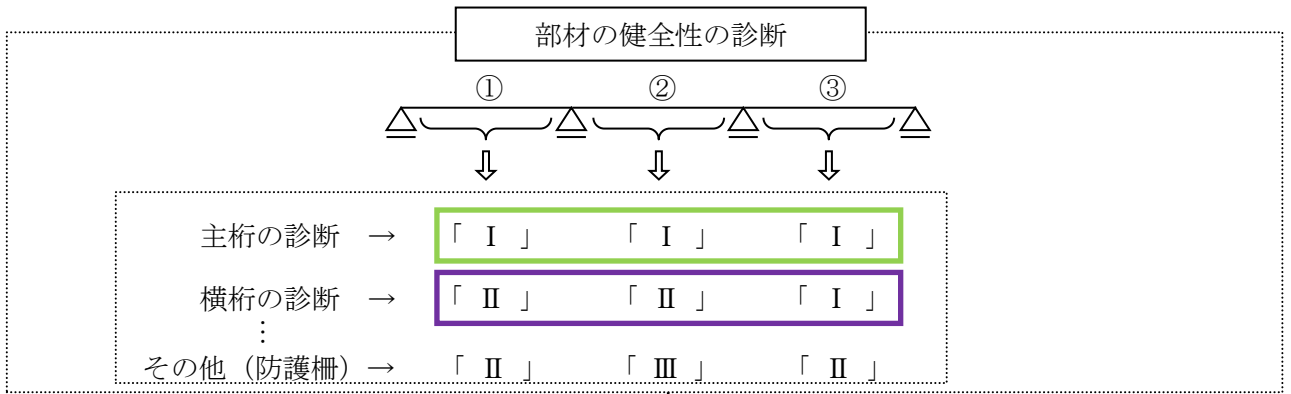 部材の健全性の診断
① ② ③
主桁の診断 → 「 Ⅰ 」 「 Ⅰ 」 「 Ⅰ 」
横桁の診断 → 「 Ⅱ 」 「 Ⅱ 」 「 Ⅰ 」
⋮
その他（防護柵）→ 「 Ⅱ 」 「 Ⅲ 」 「 Ⅱ 」